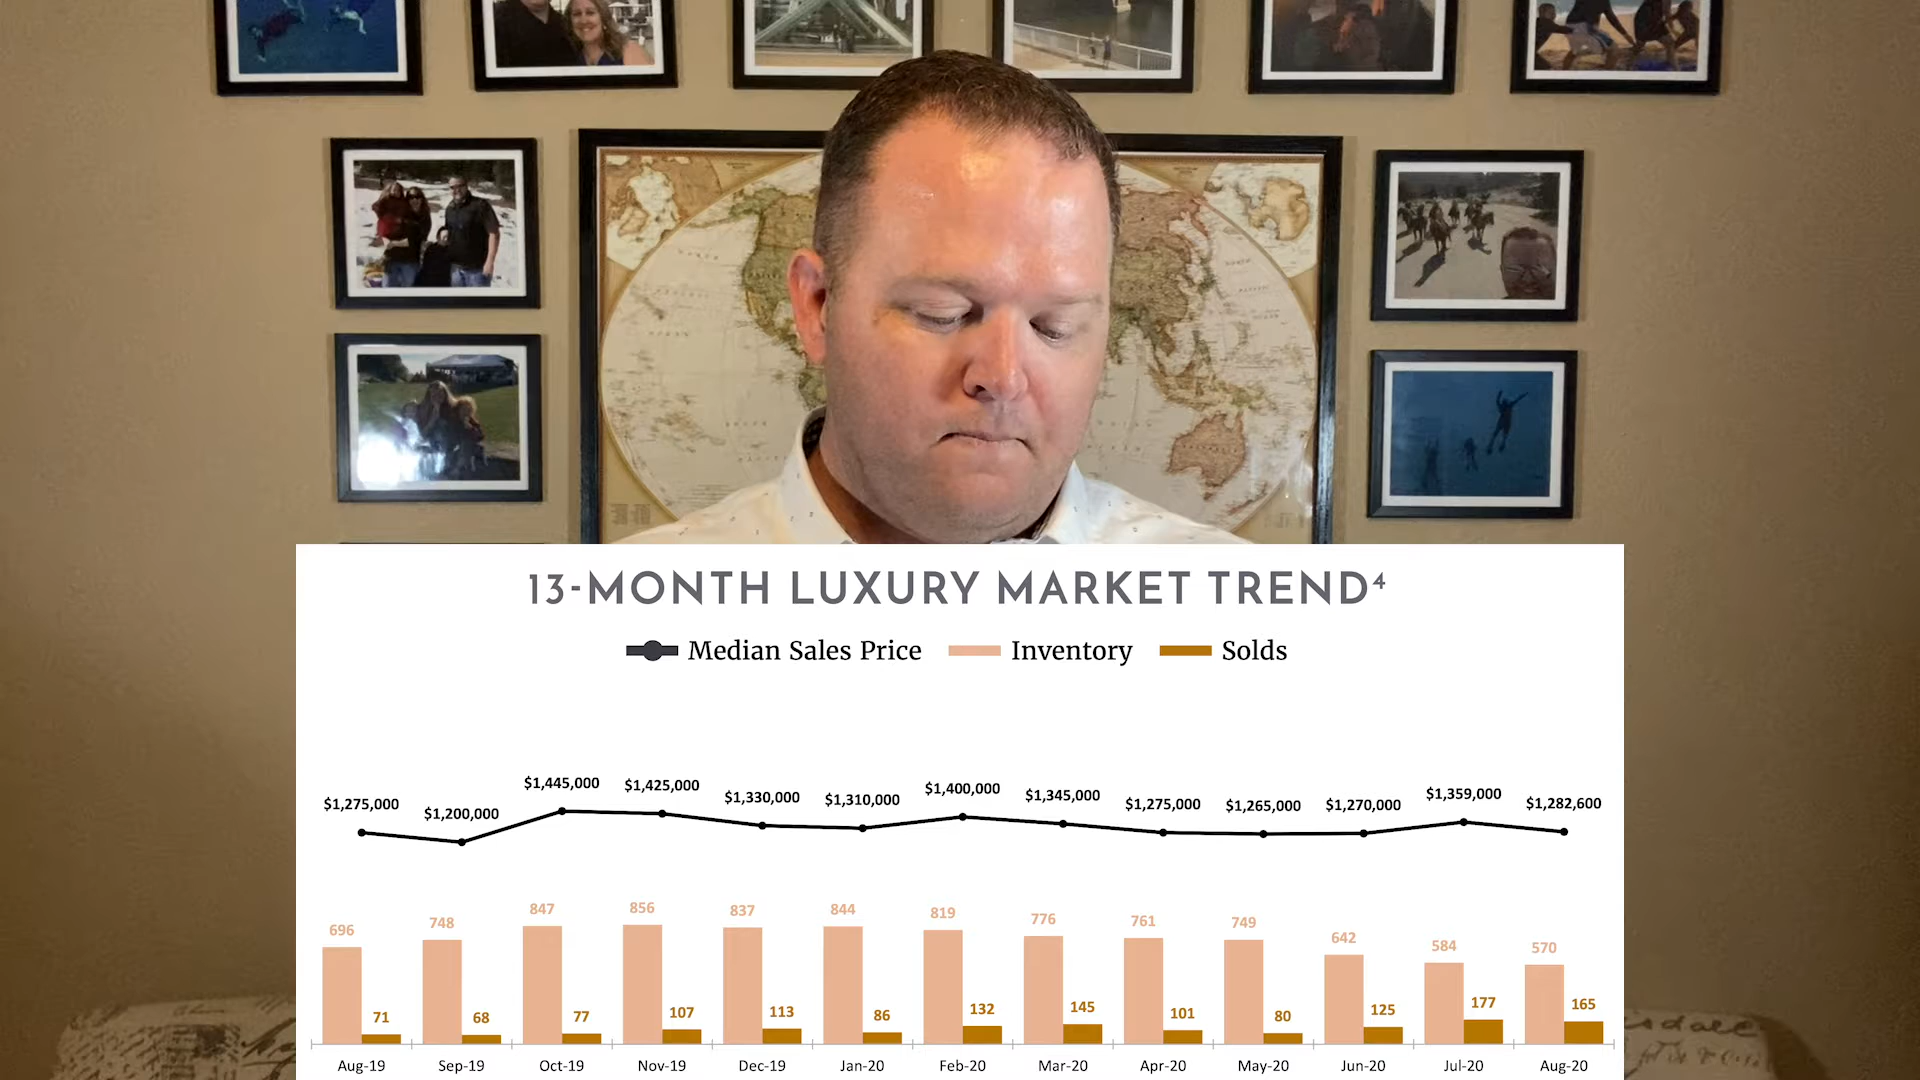 13-MONTH LUXURY MARKET TREND⁴
Median Sales Price Inventory Solds
$1,275,000 $1,200,000 $1,445,000 $1,425,000 $1,330,000 $1,310,000 $1,400,000 $1,345,000 $1,275,000 $1,265,000 $1,270,000 $1,359,000 $1,282,600
696 748 847 856 837 844 819 776 761 749 642 584 570
71 68 77 107 113 86 132 145 101 80 125 177 165
Aug-19 Sep-19 Oct-19 Nov-19 Dec-19 Jan-20 Feb-20 Mar-20 Apr-20 May-20 Jun-20 Jul-20 Aug-20